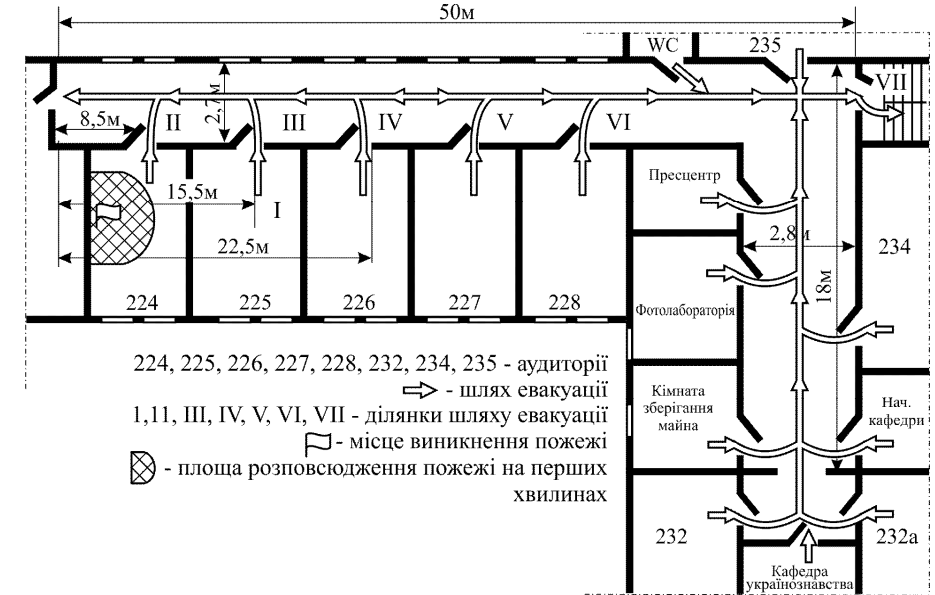 50м
WC
235
VII
8,5м
II
2,7м
III
IV
V
VI
15,5м
I
22,5м
Пресцентр
2,8м
234
18м
224
225
226
227
228
Фотолабораторія
224, 225, 226, 227, 228, 232, 234, 235 - аудиторії
- шлях евакуації
1,11, III, IV, V, VI, VII - ділянки шляху евакуації
- місце виникнення пожежі
- площа розповсюдження пожежі на перших
хвилинах
Кімната
зберігання
майна
Нач.
кафедри
232
232а
Кафедра
українознавства